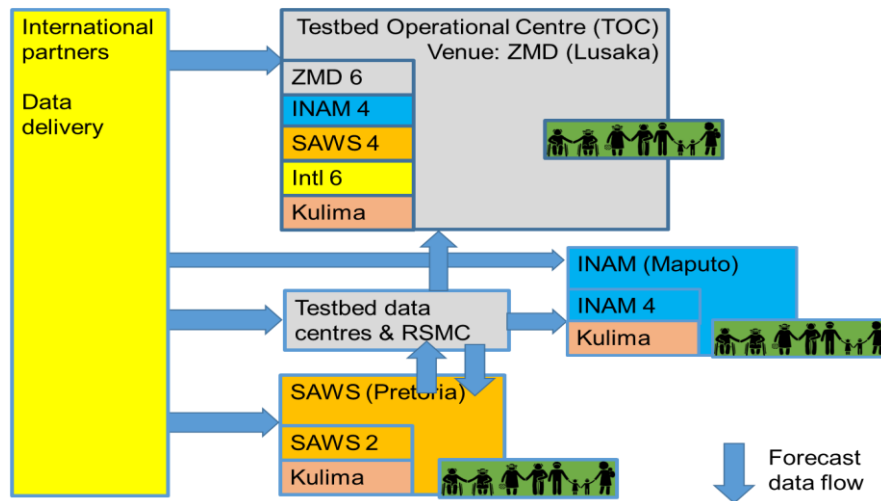 International
partners
Data
delivery
Testbed Operational Centre (TOC)
Venue: ZMD (Lusaka)
ZMD 6
INAM 4
SAWS 4
Intl 6
Kulima
INAM (Maputo)
INAM 4
Kulima
Testbed data
centres & RSMC
SAWS (Pretoria)
SAWS 2
Kulima
Forecast
data flow